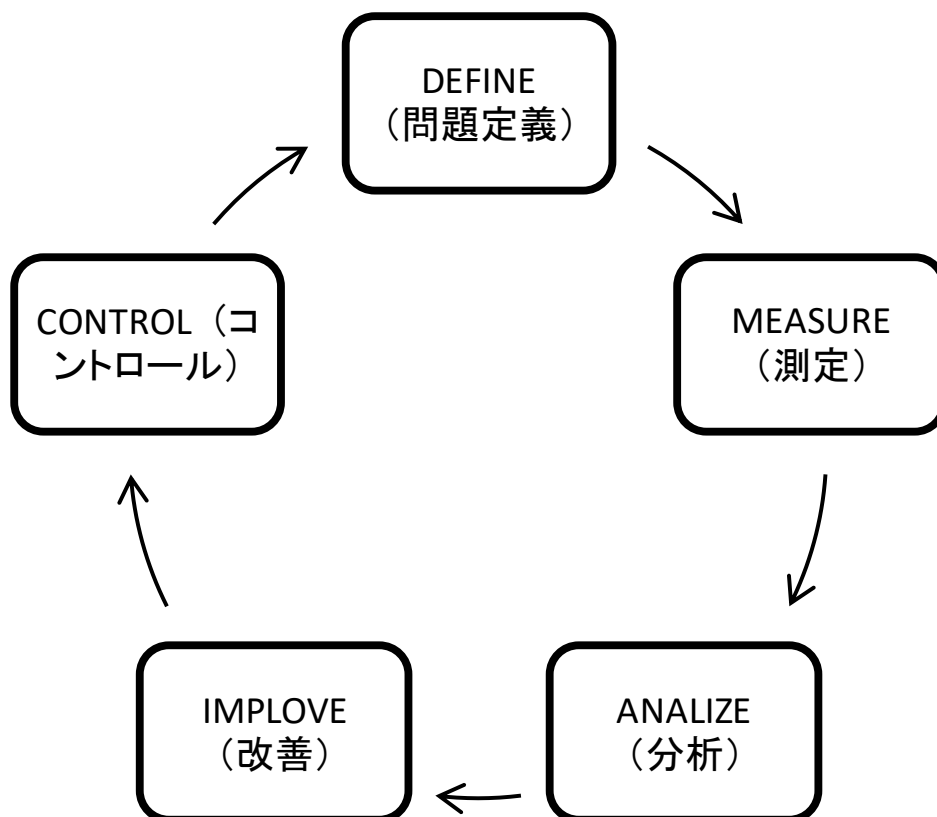 DEFINE
（問題定義）
MEASURE
（測定）
ANALIZE
（分析）
IMPLOVE
（改善）
CONTROL（コ
ントロール）